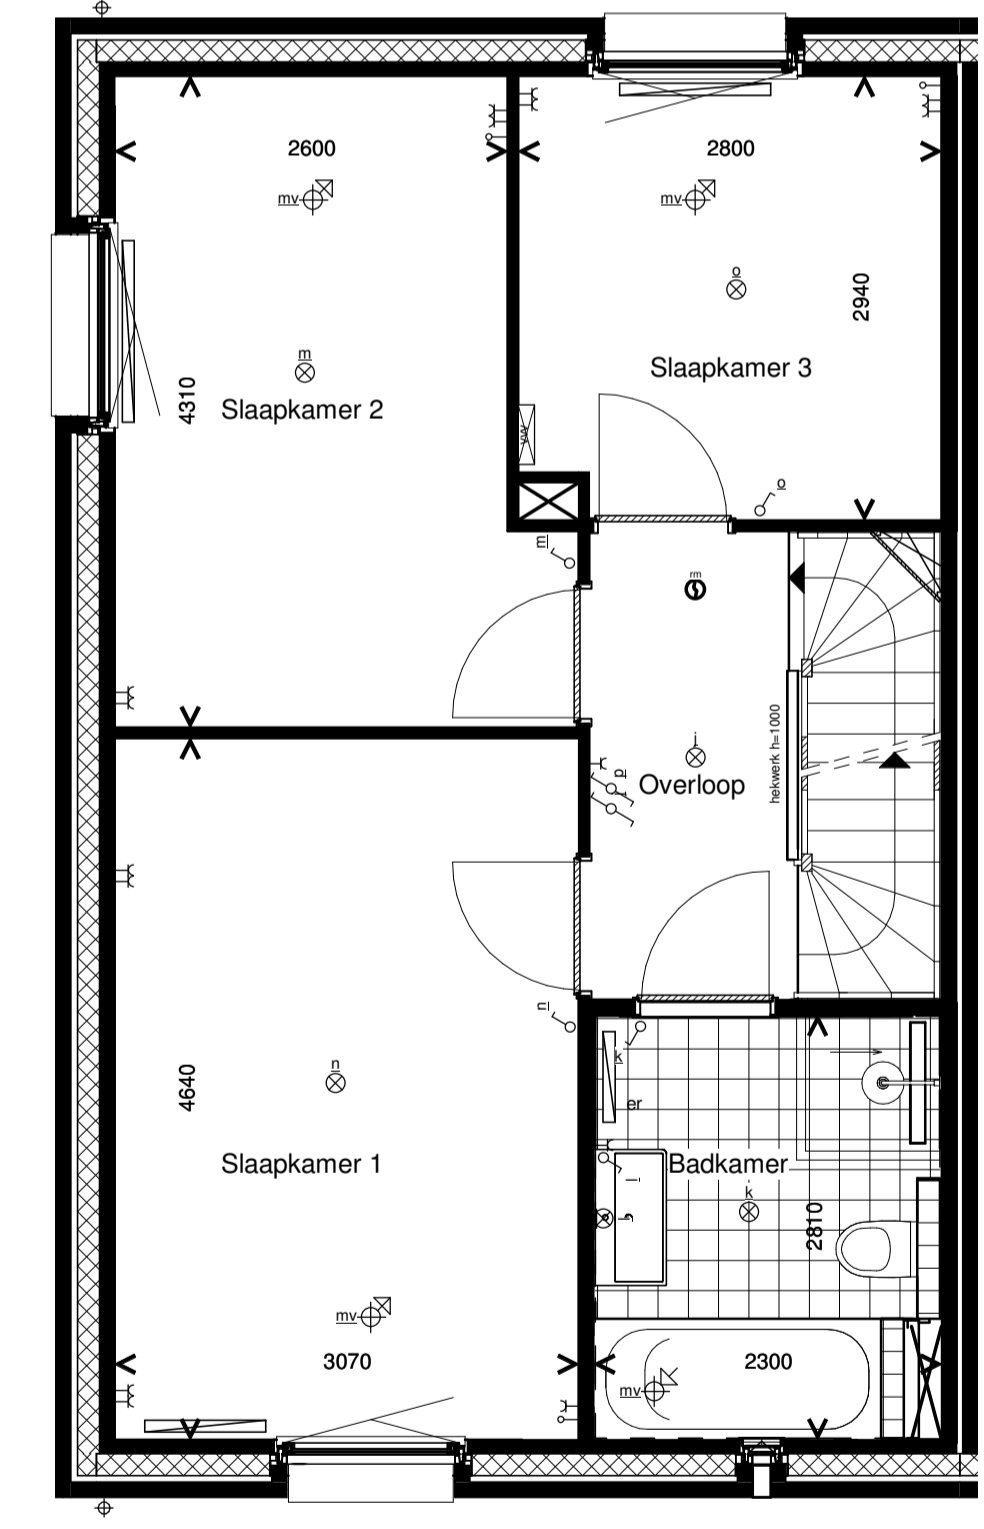 2600
2800
mv
mv
o
2940
m
Slaapkamer 3
4310
Slaapkamer 2
mv
o
m
rm
hekwerk h=1000
j
p
Overloop
n
k
n
4640
er
Slaapkamer 1
Badkamer
l
k
l
2810
mv
3070
2300
mv